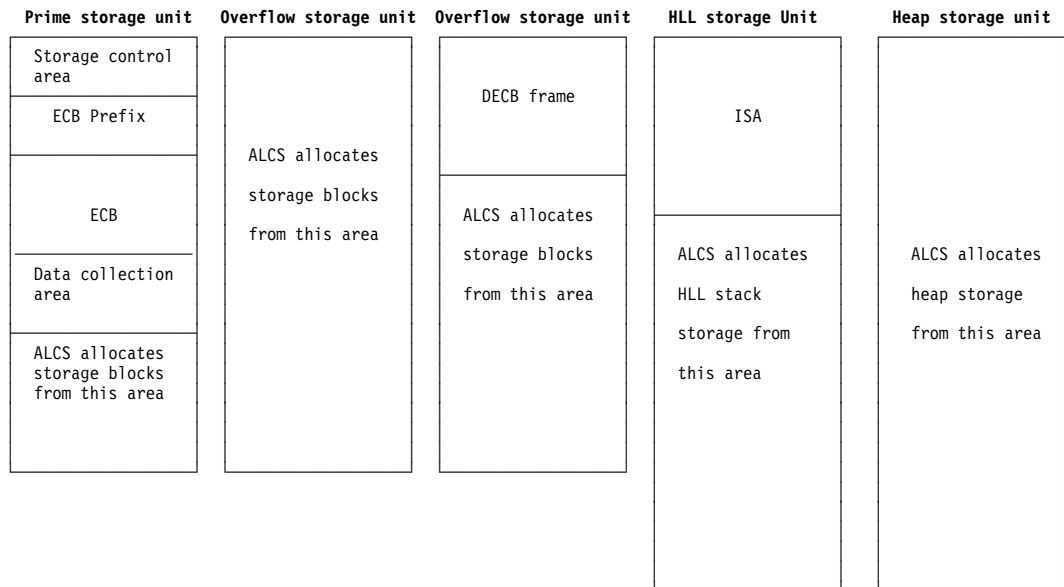 Prime storage unit
Overflow storage unit
Overflow storage unit
HLL storage Unit
Heap storage unit
Storage control
area
ECB Prefix
ECB
Data collection
area
ALCS allocates
storage blocks
from this area
ALCS allocates
storage blocks
from this area
DECB frame
ALCS allocates
storage blocks
from this area
ISA
ALCS allocates
HLL stack
storage from
this area
ALCS allocates
heap storage
from this area